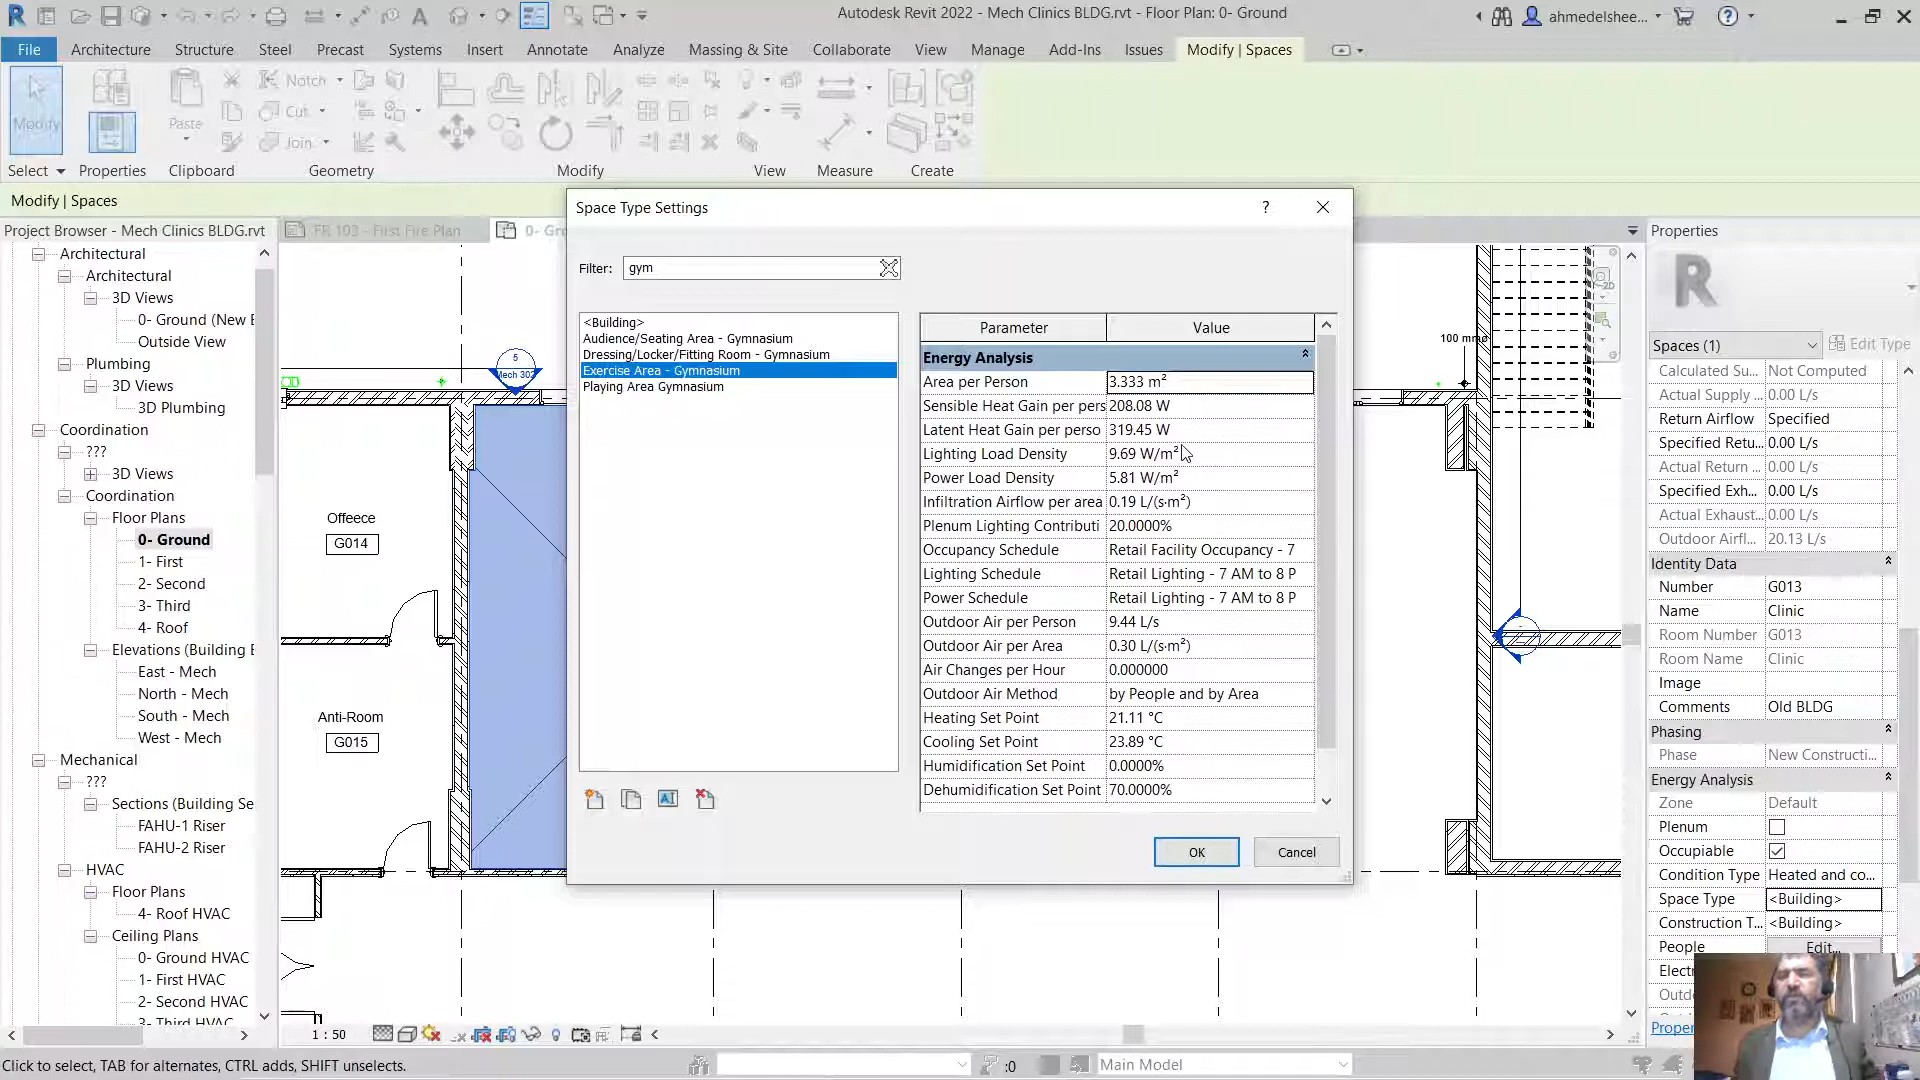 Autodesk Revit 2022 - Mech Clinics BLDG.rvt - Floor Plan: 0- Ground
ahmedelshee...
File
Architecture
Structure
Steel
Precast
Systems
Insert
Annotate
Analyze
Massing & Site
Collaborate
View
Manage
Add-Ins
Issues
Modify | Spaces
Modify
Paste
Notch
Cut
Join
Select
Properties
Clipboard
Geometry
Modify
View
Measure
Create
Modify | Spaces
Project Browser - Mech Clinics BLDG.rvt
Architectural
Architectural
3D Views
0- Ground (New E
Outside View
Plumbing
3D Views
3D Plumbing
Coordination
???
3D Views
Coordination
Floor Plans
0- Ground
1- First
2- Second
3- Third
4- Roof
Elevations (Building E
East - Mech
North - Mech
South - Mech
West - Mech
Mechanical
???
Sections (Building Se
FAHU-1 Riser
FAHU-2 Riser
HVAC
Floor Plans
4- Roof HVAC
Ceiling Plans
0- Ground HVAC
1- First HVAC
2- Second HVAC
3- Third HVAC
FR 103 - First Fire Plan
0- Gro
5
Mech 302
Offeece
G014
Anti-Room
G015
100 mmø
Space Type Settings
Filter:
gym
<Building>
Audience/Seating Area - Gymnasium
Dressing/Locker/Fitting Room - Gymnasium
Exercise Area - Gymnasium
Playing Area Gymnasium
Parameter Value
Energy Analysis
Area per Person 3.333 m²
Sensible Heat Gain per pers 208.08 W
Latent Heat Gain per perso 319.45 W
Lighting Load Density 9.69 W/m²
Power Load Density 5.81 W/m²
Infiltration Airflow per area 0.19 L/(s·m²)
Plenum Lighting Contributi 20.0000%
Occupancy Schedule Retail Facility Occupancy - 7
Lighting Schedule Retail Lighting - 7 AM to 8 P
Power Schedule Retail Lighting - 7 AM to 8 P
Outdoor Air per Person 9.44 L/s
Outdoor Air per Area 0.30 L/(s·m²)
Air Changes per Hour 0.000000
Outdoor Air Method by People and by Area
Heating Set Point 21.11 °C
Cooling Set Point 23.89 °C
Humidification Set Point 0.0000%
Dehumidification Set Point 70.0000%
OK
Cancel
Properties
Spaces (1)
Edit Type
Calculated Su... Not Computed
Actual Supply ... 0.00 L/s
Return Airflow Specified
Specified Retu... 0.00 L/s
Actual Return ... 0.00 L/s
Specified Exh... 0.00 L/s
Actual Exhaust... 0.00 L/s
Outdoor Airfl... 20.13 L/s
Identity Data
Number G013
Name Clinic
Room Number G013
Room Name Clinic
Image
Comments Old BLDG
Phasing
Phase New Constructi...
Energy Analysis
Zone Default
Plenum
Occupiable
Condition Type Heated and co...
Space Type <Building>
Construction T... <Building>
People Edit...
Electr
Outdo
Proper
1 : 50
Click to select, TAB for alternates, CTRL adds, SHIFT unselects.
:0
Main Model